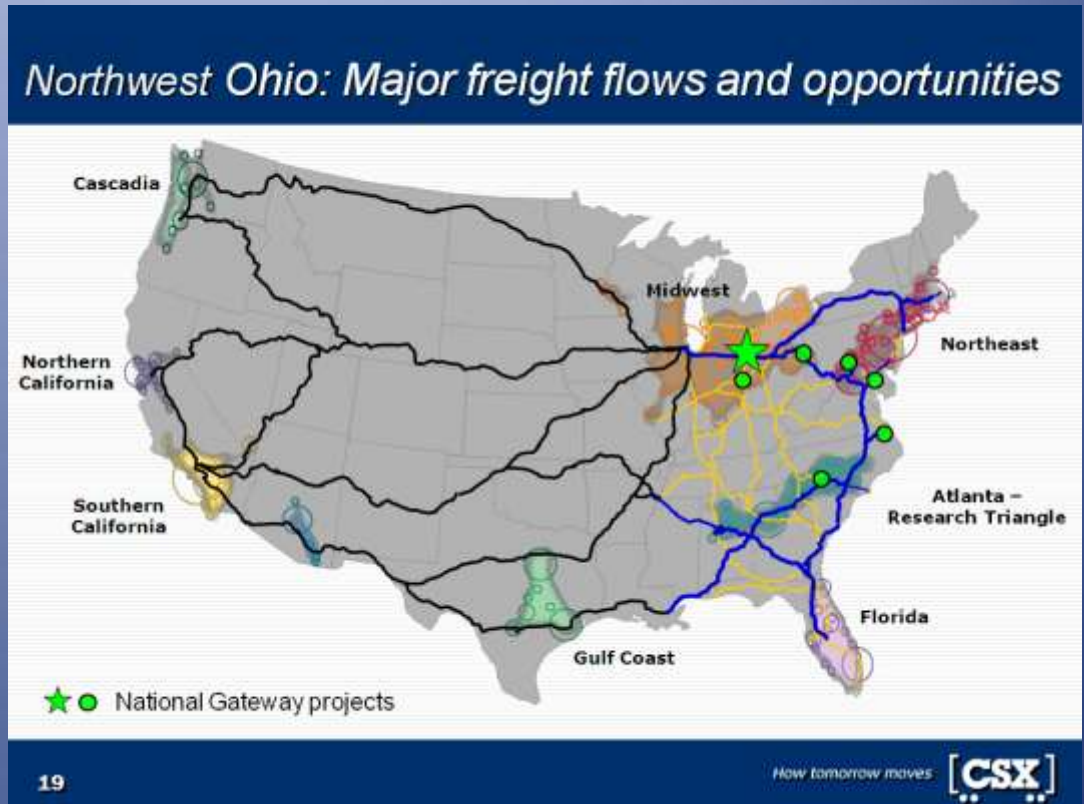 Northwest Ohio: Major freight flows and opportunities
Cascadia
Midwest
Northern
California
Northeast
Southern
California
Atlanta –
Research Triangle
Florida
Gulf Coast
National Gateway projects
19
How tomorrow moves [CSX]